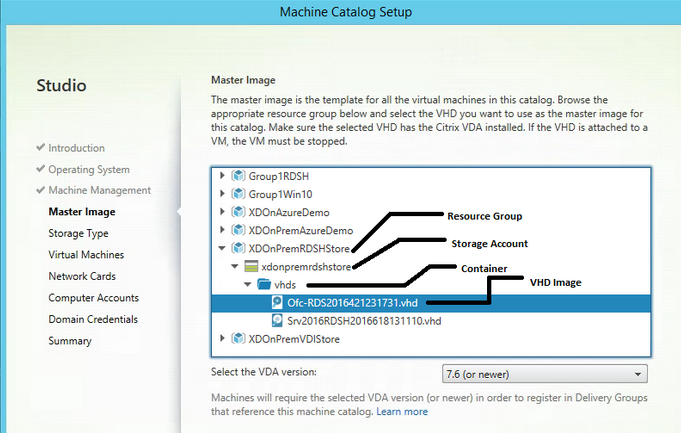 Machine Catalog Setup
Studio
Introduction
Operating System
Machine Management
Master Image
Storage Type
Virtual Machines
Network Cards
Computer Accounts
Domain Credentials
Summary
Master Image
The master image is the template for all the virtual machines in this catalog. Browse the
appropriate resource group below and select the VHD you want to use as the master image for
this catalog. Make sure the selected VHD has the Citrix VDA installed. If the VHD is attached to a
VM, the VM must be stopped.
Group1RDSH
Group1Win10
XDOnAzureDemo
XDOnPremAzureDemo
XDOnPremRDSHStore
xdonpremrdshstore
vhds
Ofc-RDS2016421231731.vhd
Srv2016RDSH2016618131110.vhd
XDOnPremVDIStore
Resource Group
Storage Account
Container
VHD Image
Select the VDA version:
7.6 (or newer)
Machines will require the selected VDA version (or newer) in order to register in Delivery Groups
that reference this machine catalog. Learn more